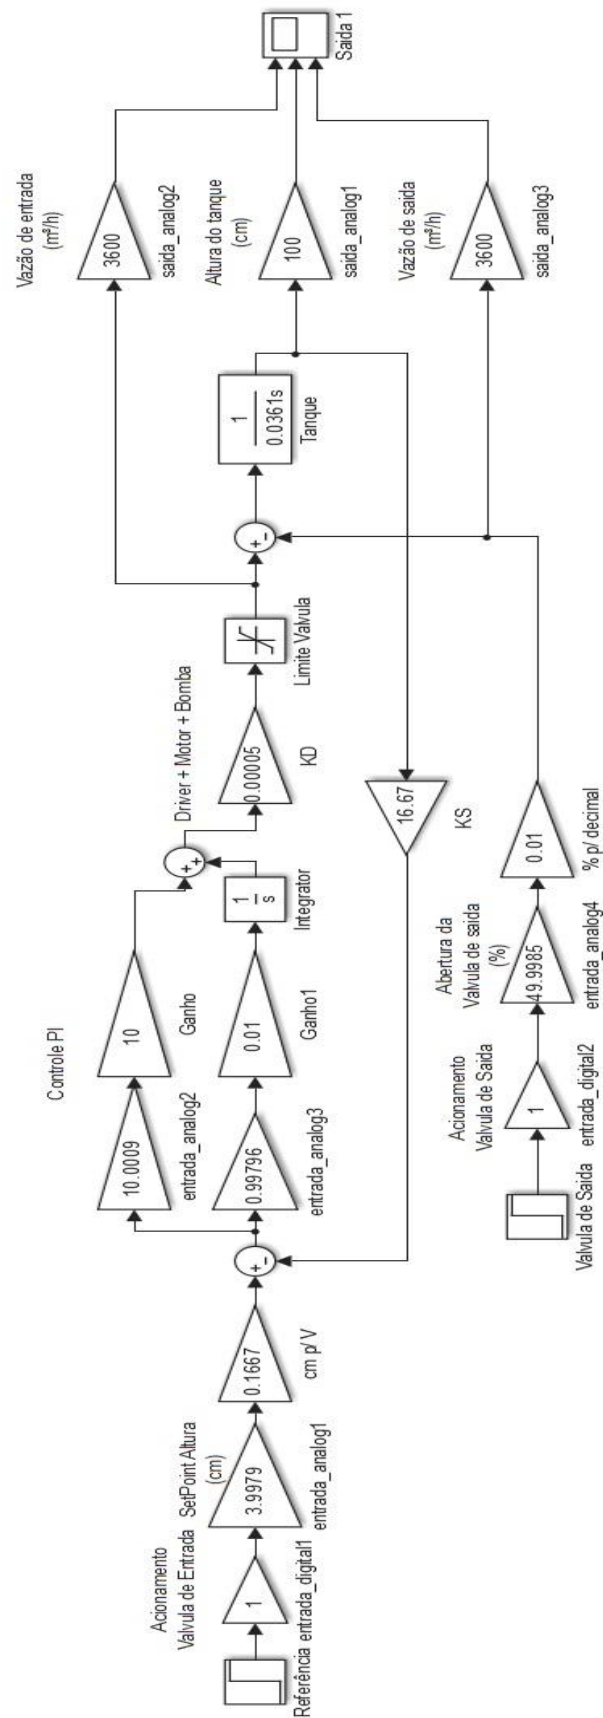 Acionamento
Valvula de Entrada
1
Referência
entrada_digital1
SetPoint Altura
(cm)
3.9979
entrada_analog1
0.1667
cm p/ V
+
-
Controle PI
10.0009
entrada_analog2
10
Ganho
0.99796
entrada_analog3
0.01
Ganho1
1
s
Integrator
+
+
Driver + Motor + Bomba
0.00005
KD
Limite Valvula
+
-
1
0.0361s
Tanque
Vazão de entrada
(m³/h)
3600
saida_analog2
Altura do tanque
(cm)
100
saida_analog1
Vazão de saida
(m³/h)
3600
saida_analog3
Saida 1
16.67
KS
Valvula de Saida
Acionamento
Valvula de Saida
1
entrada_digital2
Abertura da
Valvula de saida
(%)
49.9985
entrada_analog4
0.01
% p/ decimal